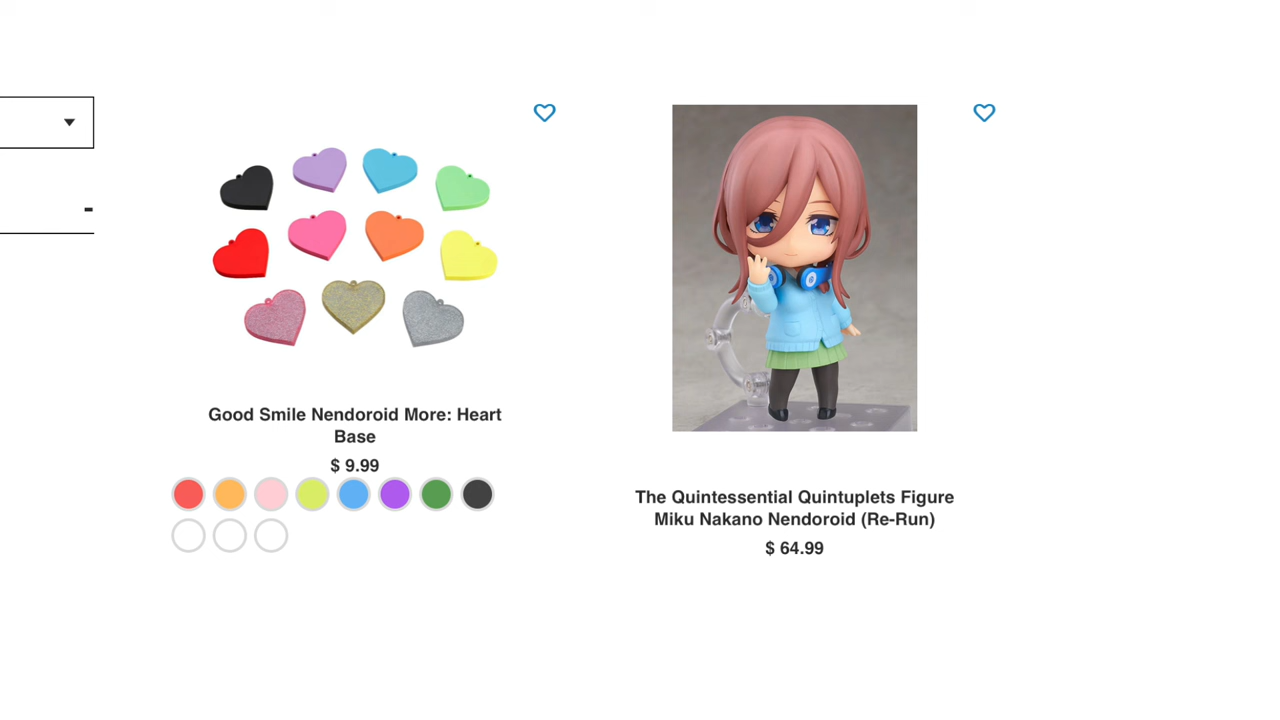 -
Good Smile Nendoroid More: Heart
Base
$ 9.99
The Quintessential Quintuplets Figure
Miku Nakano Nendoroid (Re-Run)
$ 64.99